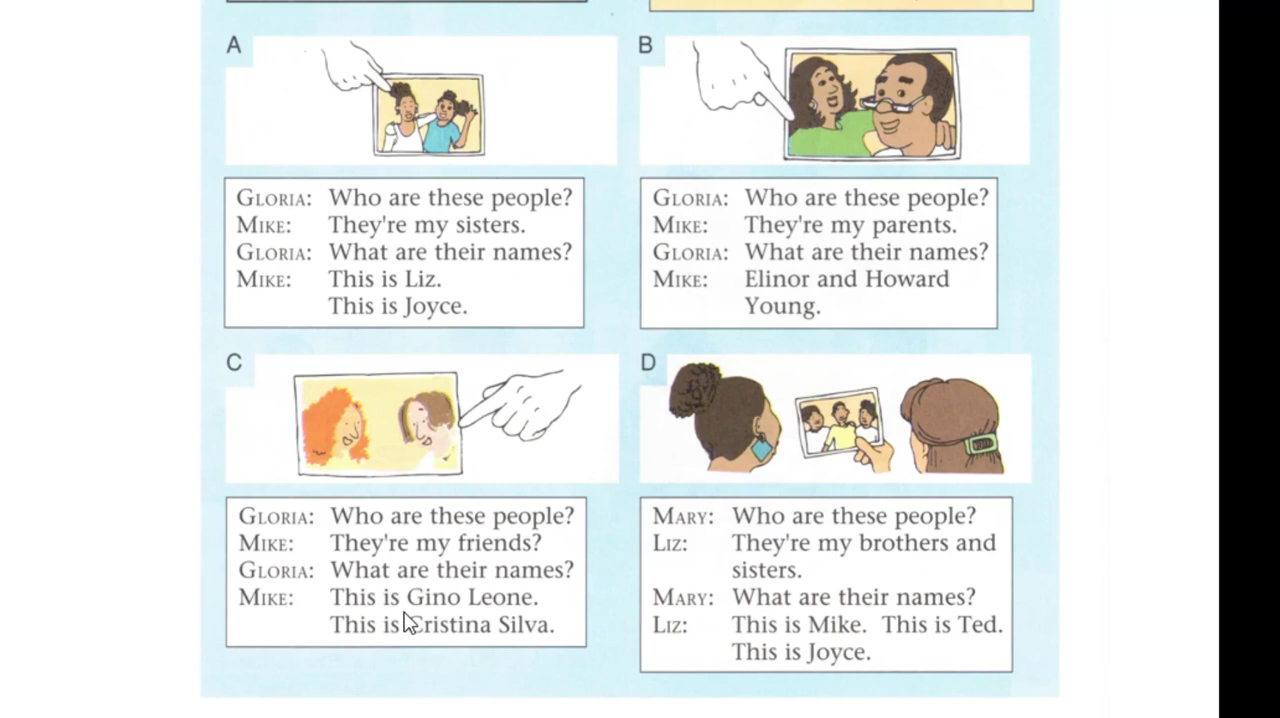 A
GLORIA: Who are these people?
MIKE: They're my sisters.
GLORIA: What are their names?
MIKE: This is Liz.
This is Joyce.
B
GLORIA: Who are these people?
MIKE: They're my parents.
GLORIA: What are their names?
MIKE: Elinor and Howard
Young.
C
GLORIA: Who are these people?
MIKE: They're my friends?
GLORIA: What are their names?
MIKE: This is Gino Leone.
This is Cristina Silva.
D
MARY: Who are these people?
LIZ: They're my brothers and
sisters.
MARY: What are their names?
LIZ: This is Mike. This is Ted.
This is Joyce.